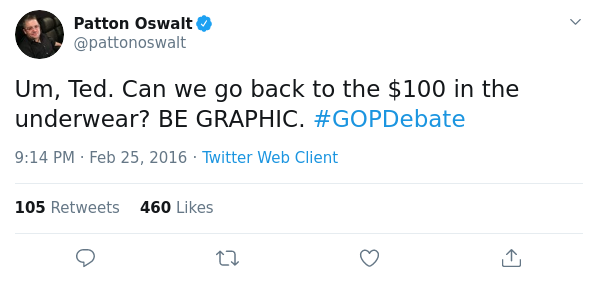 Patton Oswalt
@pattonoswalt
Um, Ted. Can we go back to the $100 in the
underwear? BE GRAPHIC. #GOPDebate
9:14 PM · Feb 25, 2016 · Twitter Web Client
105 Retweets 460 Likes